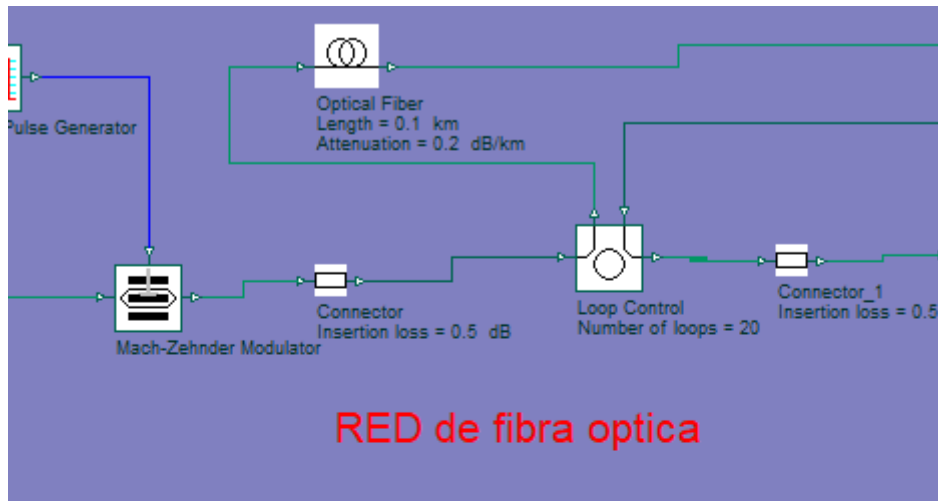 Pulse Generator
Optical Fiber
Length = 0.1  km
Attenuation = 0.2  dB/km
Mach-Zehnder Modulator
Connector
Insertion loss = 0.5  dB
Loop Control
Number of loops = 20
Connector_1
Insertion loss = 0.5
RED de fibra optica